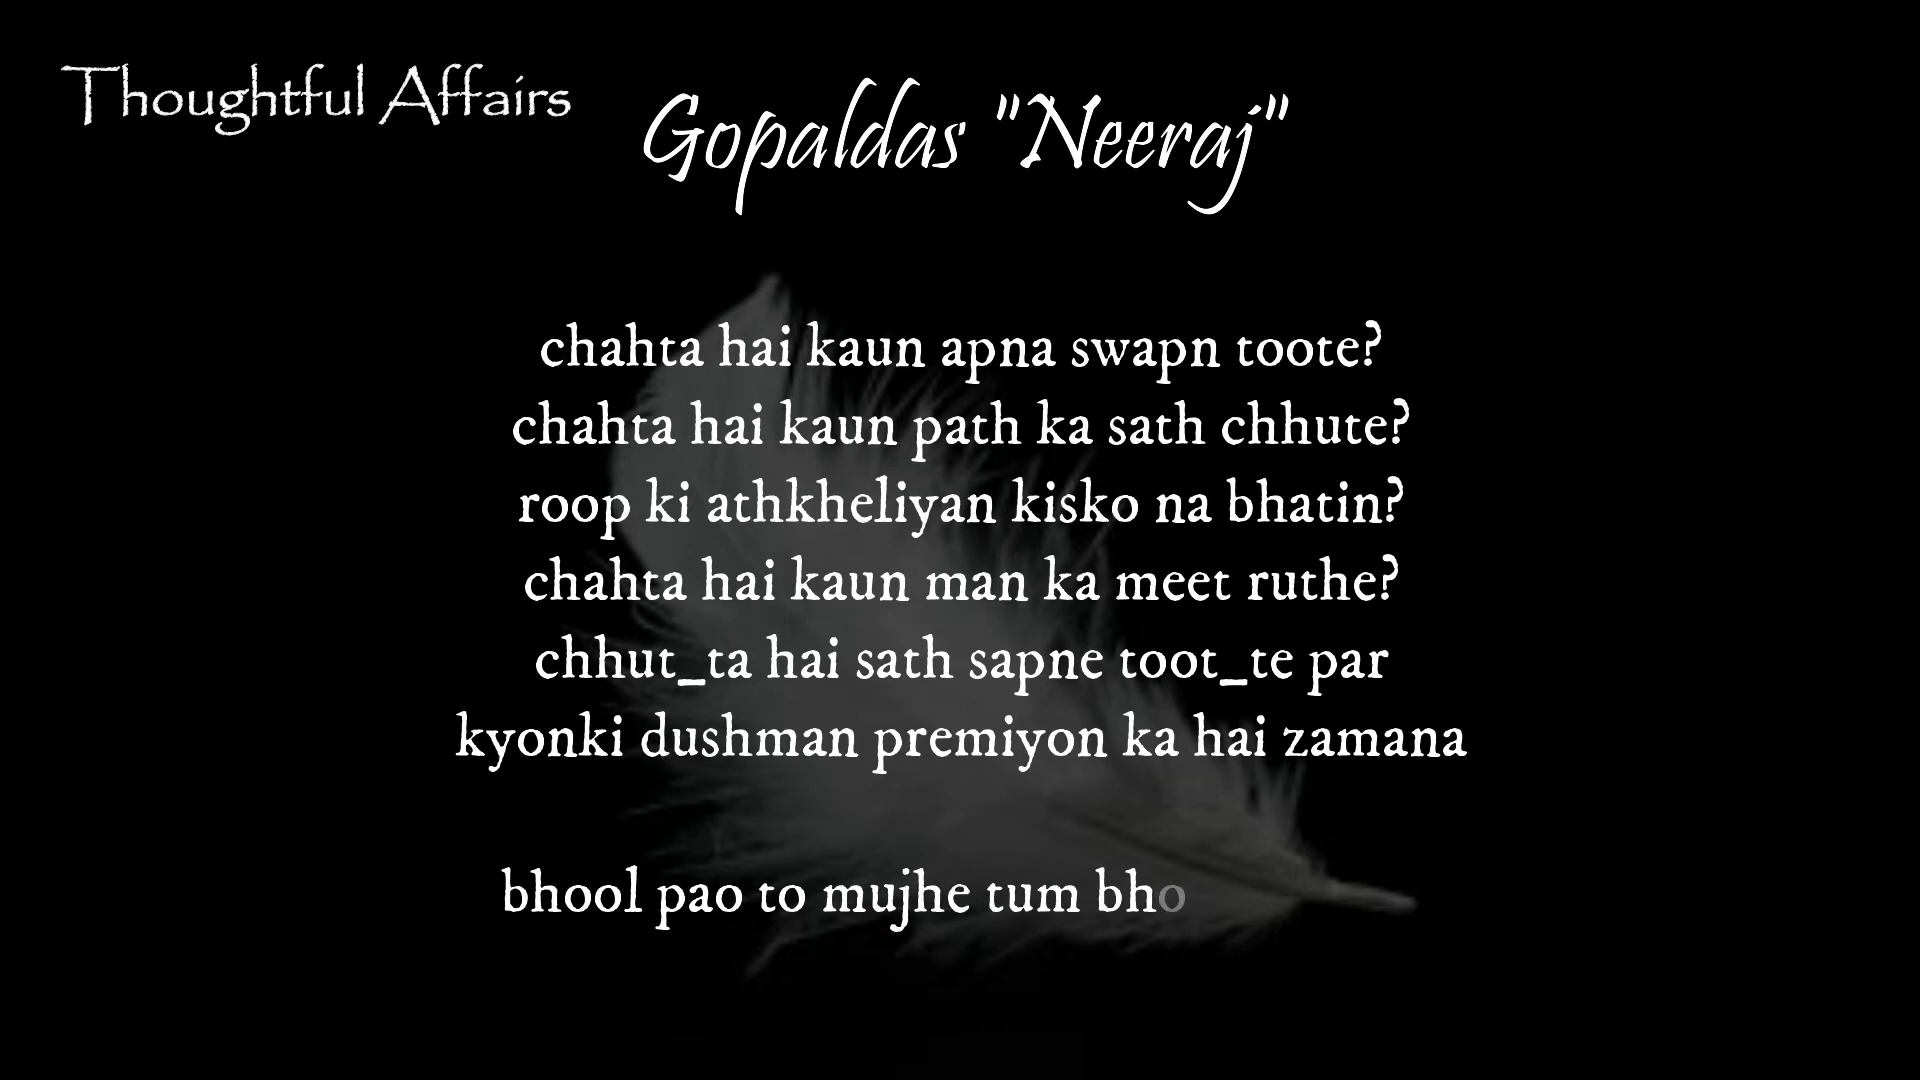 Thoughtful Affairs
Gopaldas "Neeraj"
chahta hai kaun apna swapn toote?
chahta hai kaun path ka sath chhute?
roop ki athkheliyan kisko na bhatin?
chahta hai kaun man ka meet ruthe?
chhut_ta hai sath sapne toot_te par
kyonki dushman premiyon ka hai zamana
bhool pao to mujhe tum bho